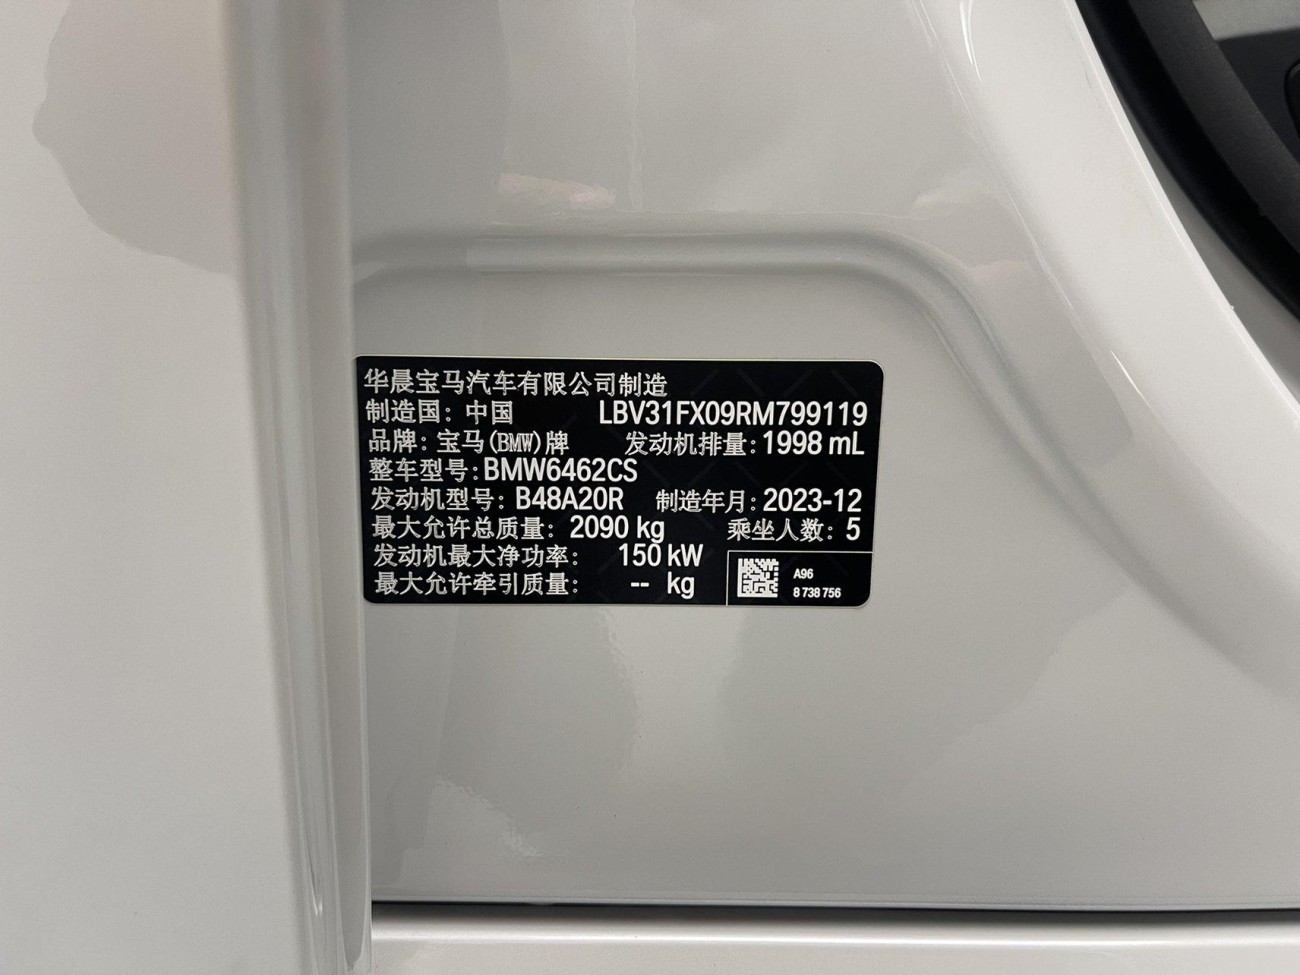 华晨宝马汽车有限公司制造
制造国：中国 LBV31FX09RM799119
品牌：宝马(BMW)牌 发动机排量：1998 mL
整车型号：BMW6462CS
发动机型号：B48A20R 制造年月：2023-12
最大允许总质量：2090 kg 乘坐人数：5
发动机最大净功率：150 kW
最大允许牵引质量：-- kg
A96
8 738 756